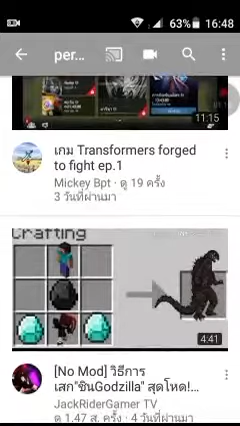 63% 16:48
per...
11:15
เกม Transformers forged
to fight ep.1
Mickey Bpt · ดู 19 ครั้ง
3 วันที่ผ่านมา
Crafting
4:41
[No Mod] วิธีการ
เสก"ชินGodzilla" สุดโหด!...
JackRiderGamer TV
ดู 1.47 ส. ครั้ง · 4 วันที่ผ่านมา